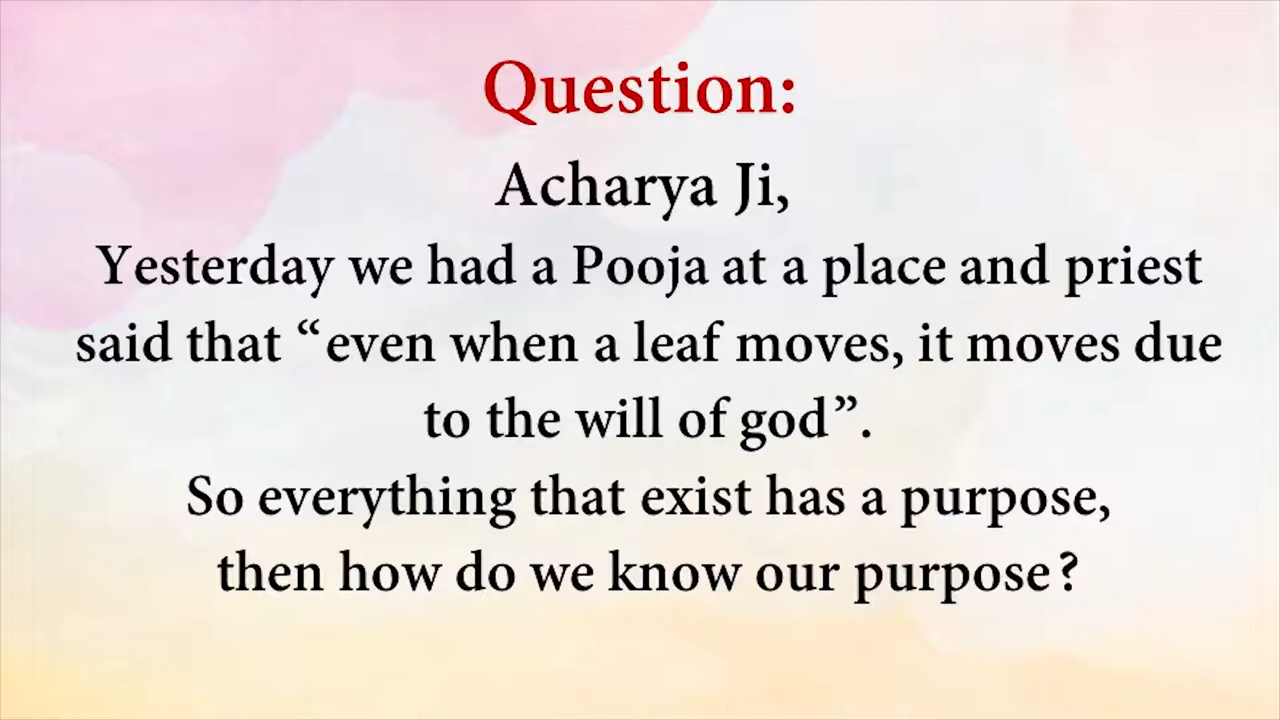 Question:
Acharya Ji,
Yesterday we had a Pooja at a place and priest
said that “even when a leaf moves, it moves due
to the will of god”.
So everything that exist has a purpose,
then how do we know our purpose?